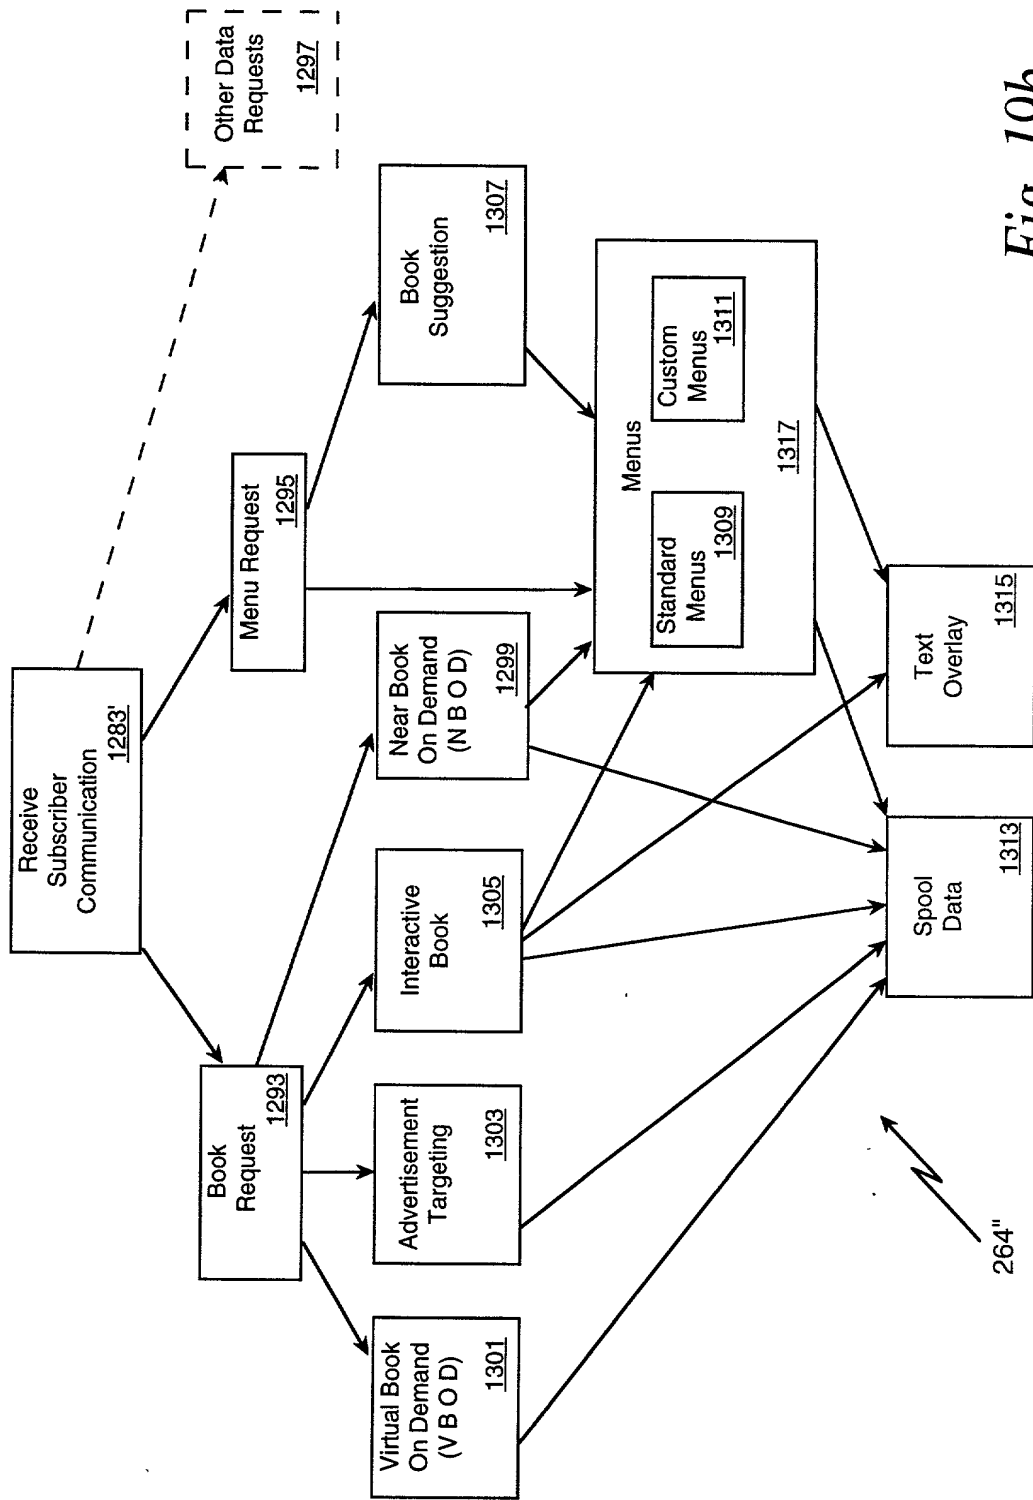 Receive
Subscriber
Communication
1283'
Other Data
Requests
1297
Book
Request
1293
Menu Request
1295
Virtual Book
On Demand
(V B O D)
1301
Advertisement
Targeting
1303
Interactive
Book
1305
Near Book
On Demand
(N B O D)
1299
Book
Suggestion
1307
Menus
Standard
Menus
1309
Custom
Menus
1311
1317
Spool
Data
1313
Text
Overlay
1315
264"
Fig. 19b